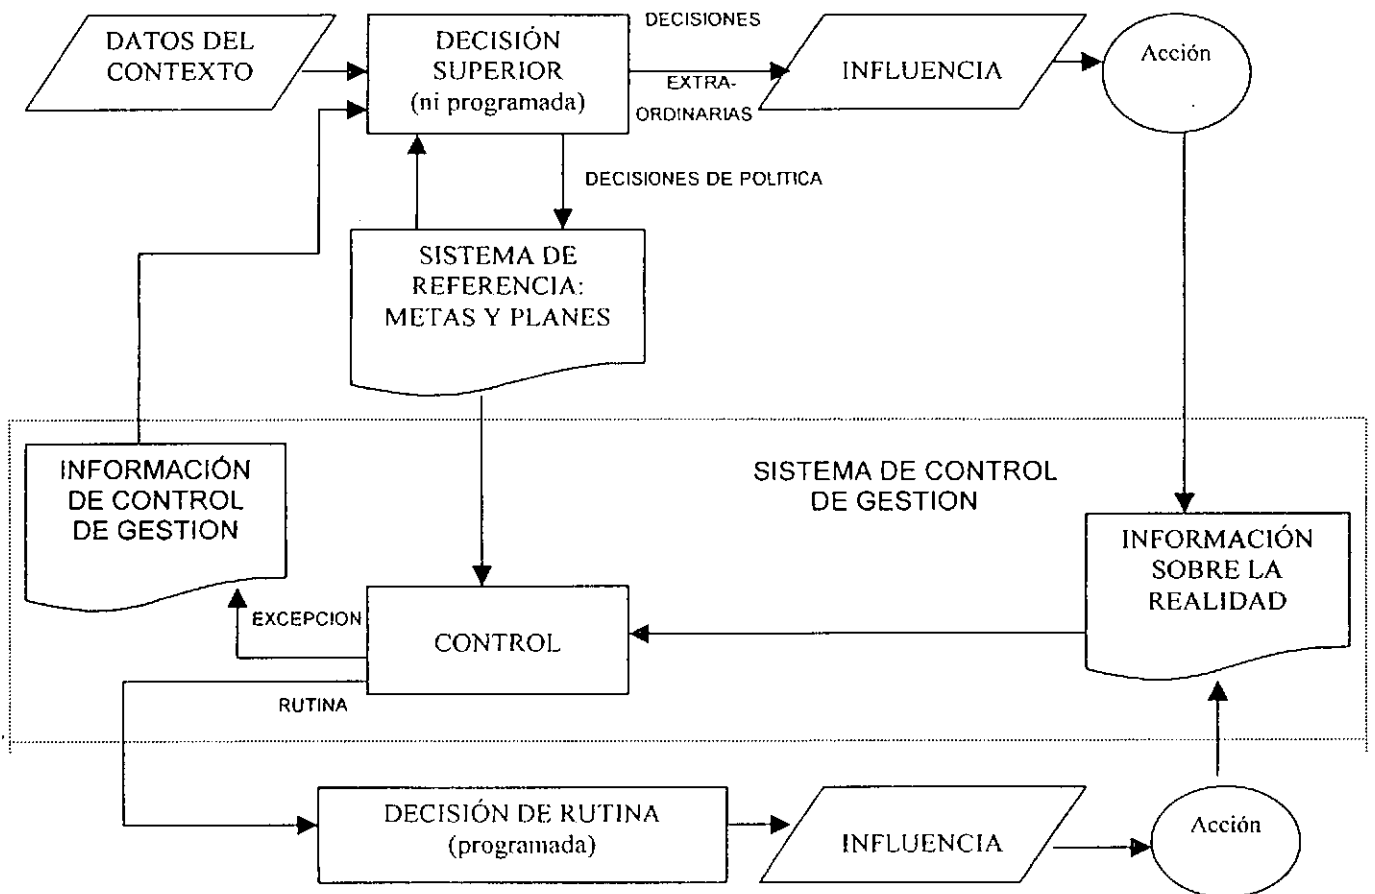 DATOS DEL
CONTEXTO
DECISIÓN
SUPERIOR
(ni programada)
DECISIONES
EXTRA-
ORDINARIAS
INFLUENCIA
Acción
DECISIONES DE POLITICA
SISTEMA DE
REFERENCIA:
METAS Y PLANES
INFORMACIÓN
DE CONTROL
DE GESTION
SISTEMA DE CONTROL
DE GESTION
INFORMACIÓN
SOBRE LA
REALIDAD
EXCEPCION
CONTROL
RUTINA
DECISIÓN DE RUTINA
(programada)
INFLUENCIA
Acción